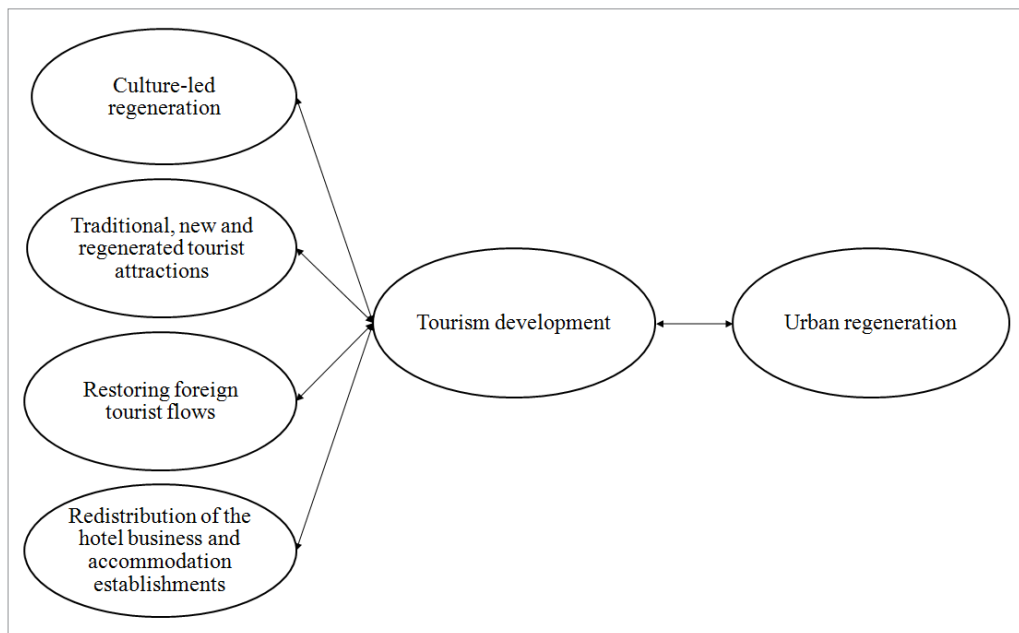 Culture-led
regeneration
Traditional, new and
regenerated tourist
attractions
Restoring foreign
tourist flows
Redistribution of the
hotel business and
accommodation
establishments
Tourism development
Urban regeneration